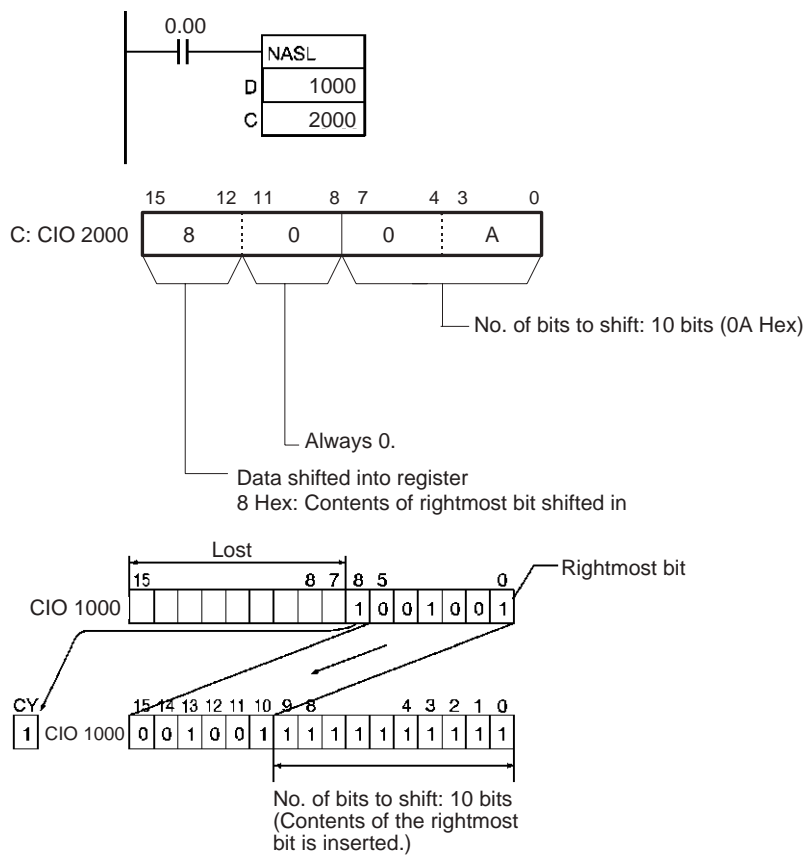 0.00
NASL
D 1000
C 2000
15 12 11 8 7 4 3 0
C: CIO 2000 8 0 0 A
No. of bits to shift: 10 bits (0A Hex)
Always 0.
Data shifted into register
8 Hex: Contents of rightmost bit shifted in
Lost
15 8 7 8 5 0
Rightmost bit
CIO 1000 1 0 0 1 0 0 1
CY 15 14 13 12 11 10 9 8 4 3 2 1 0
1 CIO 1000 0 0 1 0 0 1 1 1 1 1 1 1 1 1 1 1
No. of bits to shift: 10 bits
(Contents of the rightmost
bit is inserted.)